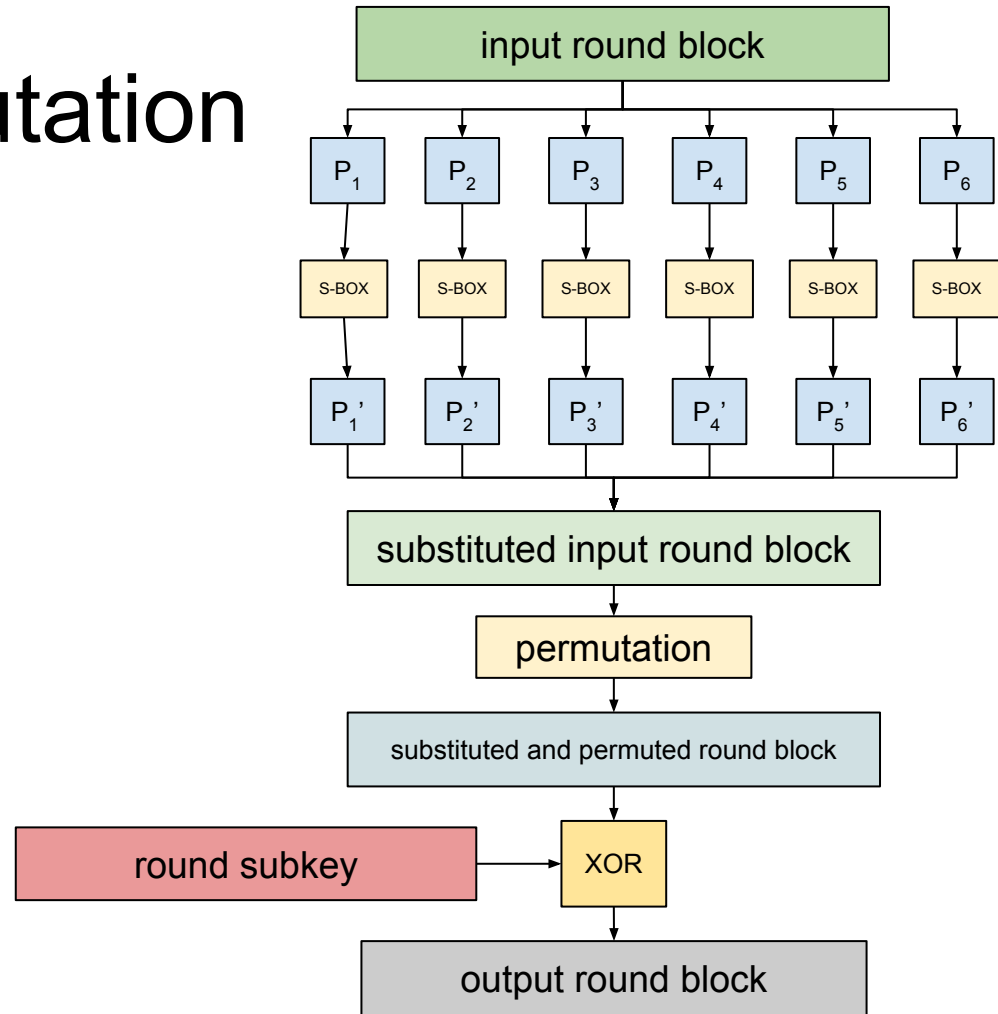 utation
input round block
P1 P2 P3 P4 P5 P6
S-BOX S-BOX S-BOX S-BOX S-BOX S-BOX
P1’ P2’ P3’ P4’ P5’ P6’
substituted input round block
permutation
substituted and permuted round block
round subkey
XOR
output round block